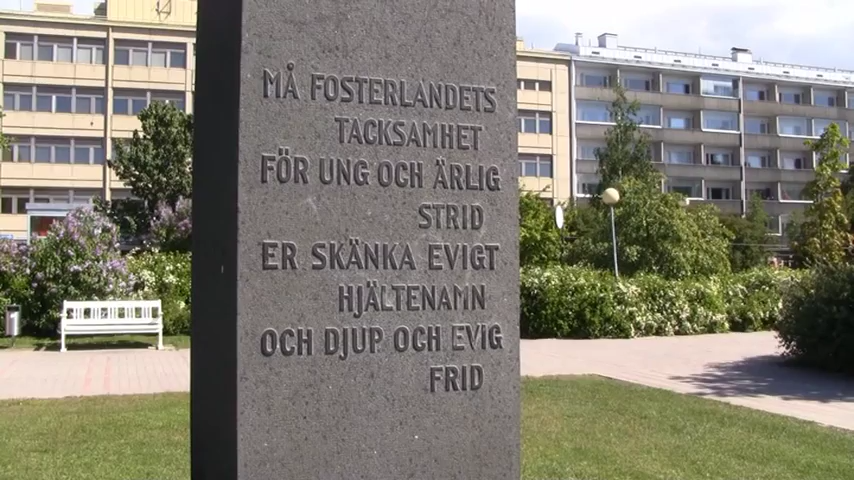 MÅ FOSTERLANDETS
TACKSAMHET
FÖR UNG OCH ÄRLIG
STRID
ER SKÄNKA EVIGT
HJÄLTENAMN
OCH DJUP OCH EVIG
FRID